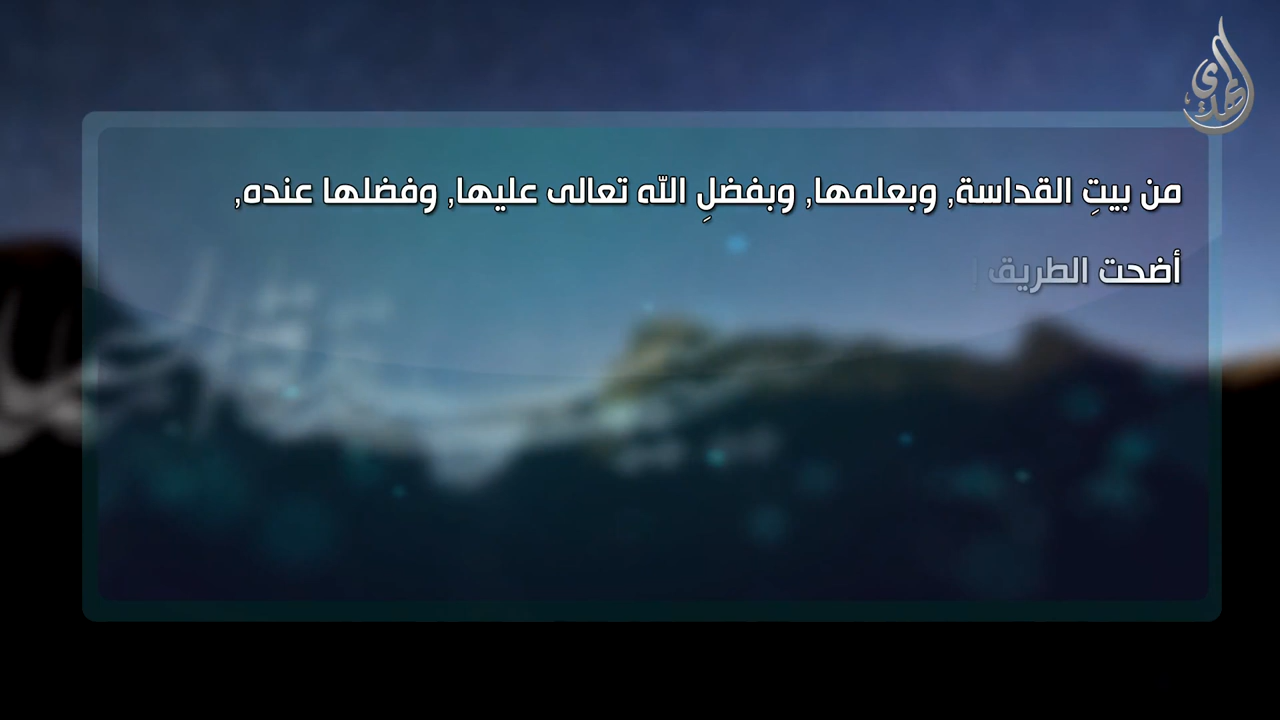 من بيتِ القداسة, وبعلمها, وبفضلِ الله تعالى عليها, وفضلها عنده,
أضحت الطريق